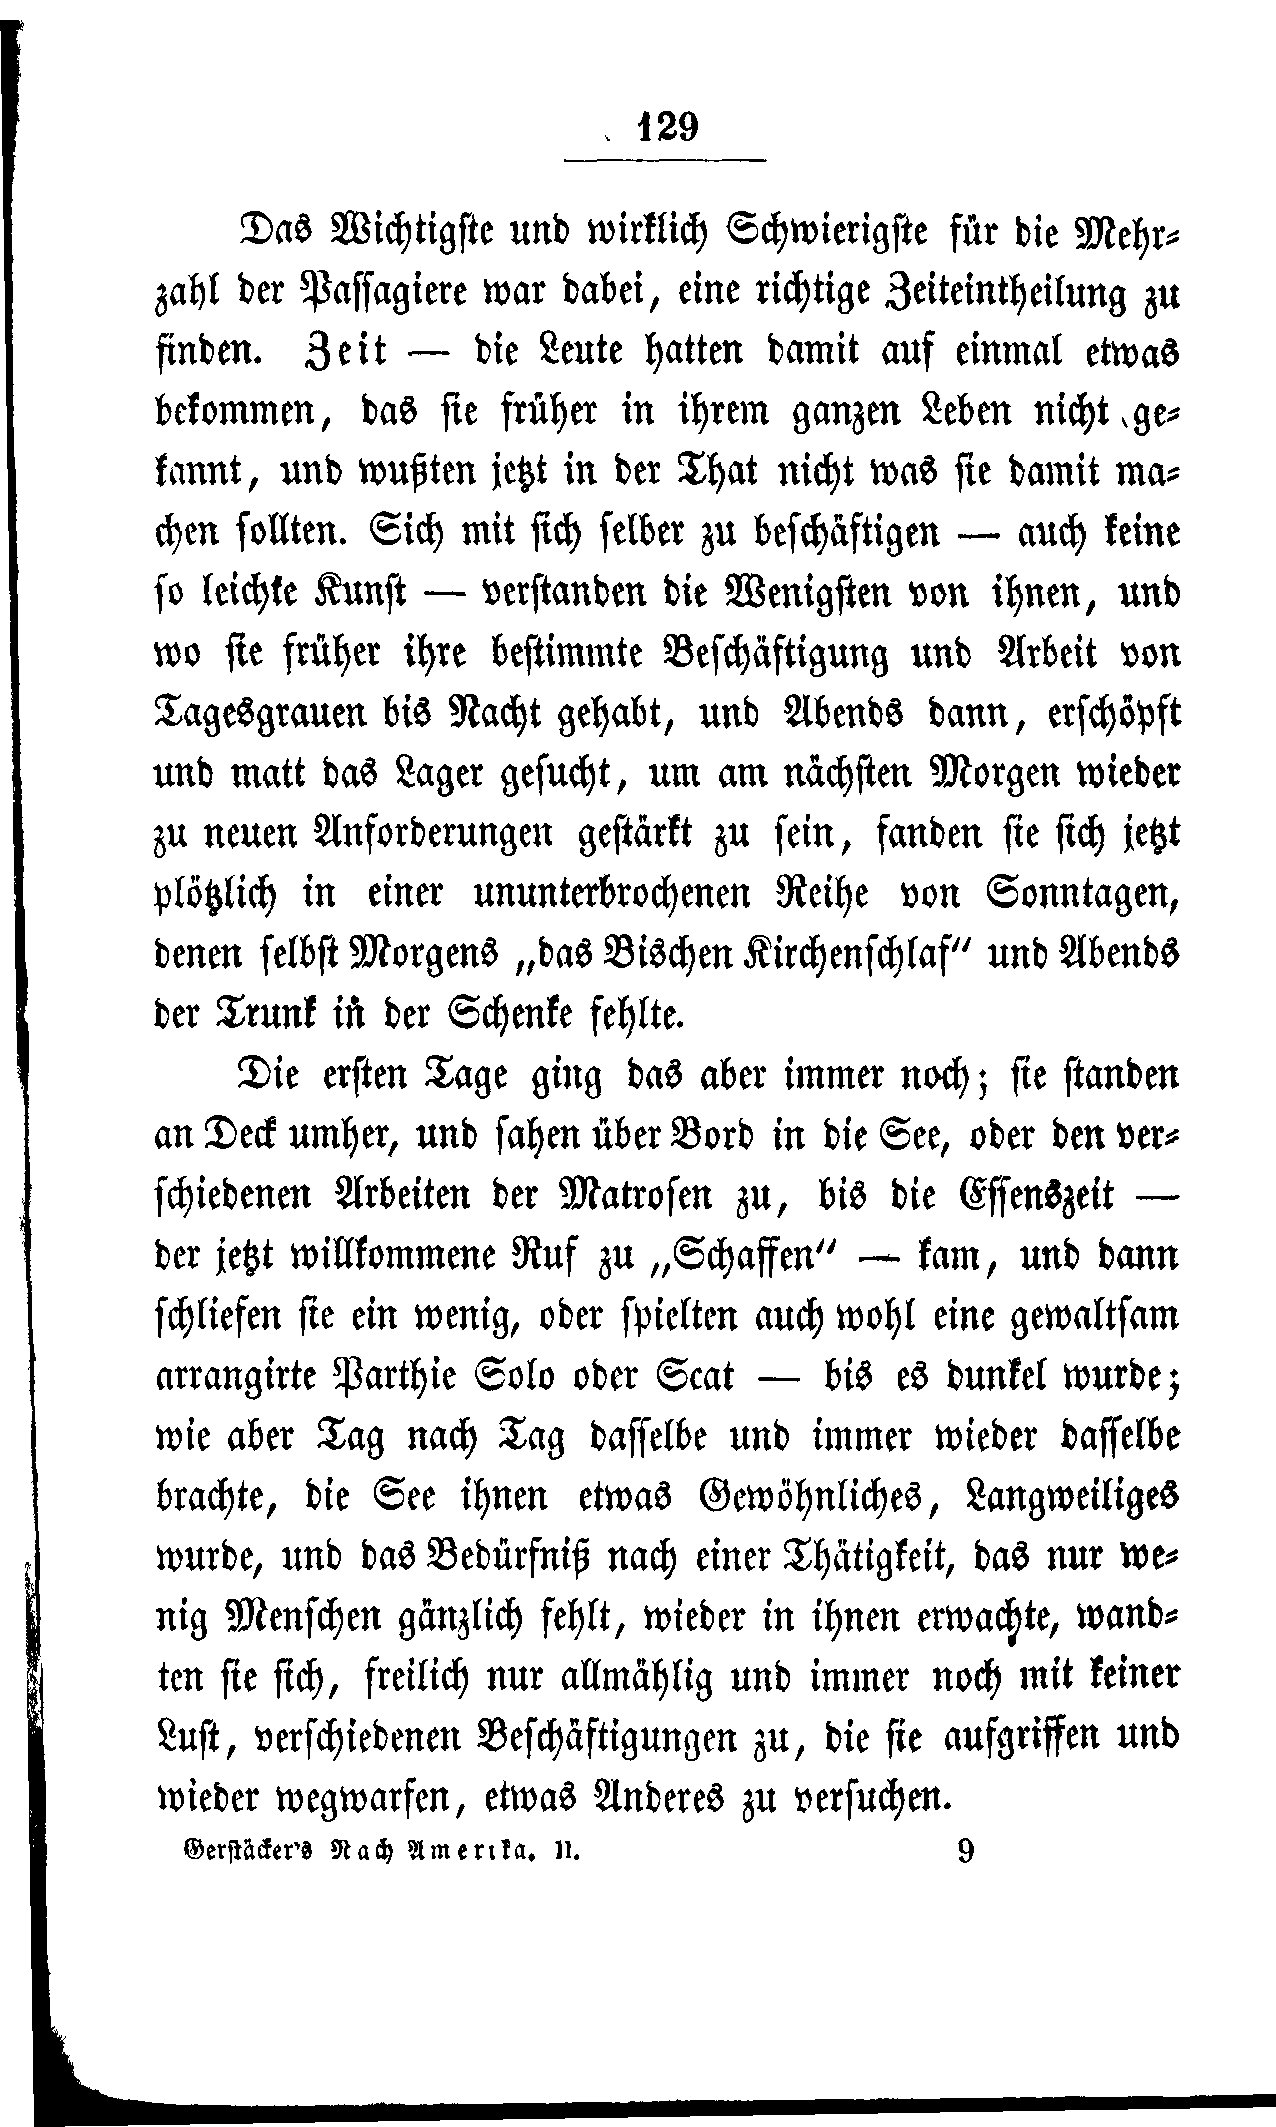 129
Das Wichtigste und wirklich Schwierigste für die Mehr-
zahl der Passagiere war dabei, eine richtige Zeiteintheilung zu
finden. Zeit — die Leute hatten damit auf einmal etwas
bekommen, das sie früher in ihrem ganzen Leben nicht ge-
kannt, und wußten jetzt in der That nicht was sie damit ma-
chen sollten. Sich mit sich selber zu beschäftigen — auch keine
so leichte Kunst — verstanden die Wenigsten von ihnen, und
wo sie früher ihre bestimmte Beschäftigung und Arbeit von
Tagesgrauen bis Nacht gehabt, und Abends dann, erschöpft
und matt das Lager gesucht, um am nächsten Morgen wieder
zu neuen Anforderungen gestärkt zu sein, fanden sie sich jetzt
plötzlich in einer ununterbrochenen Reihe von Sonntagen,
denen selbst Morgens „das Bischen Kirchenschlaf“ und Abends
der Trunk in der Schenke fehlte.
Die ersten Tage ging das aber immer noch; sie standen
an Deck umher, und sahen über Bord in die See, oder den ver-
schiedenen Arbeiten der Matrosen zu, bis die Essenszeit —
der jetzt willkommene Ruf zu „Schaffen“ — kam, und dann
schliefen sie ein wenig, oder spielten auch wohl eine gewaltsam
arrangirte Parthie Solo oder Scat — bis es dunkel wurde;
wie aber Tag nach Tag dasselbe und immer wieder dasselbe
brachte, die See ihnen etwas Gewöhnliches, Langweiliges
wurde, und das Bedürfniß nach einer Thätigkeit, das nur we-
nig Menschen gänzlich fehlt, wieder in ihnen erwachte, wand-
ten sie sich, freilich nur allmählig und immer noch mit keiner
Lust, verschiedenen Beschäftigungen zu, die sie aufgriffen und
wieder wegwarfen, etwas Anderes zu versuchen.
Gerstäcker's Nach Amerika. II. 9